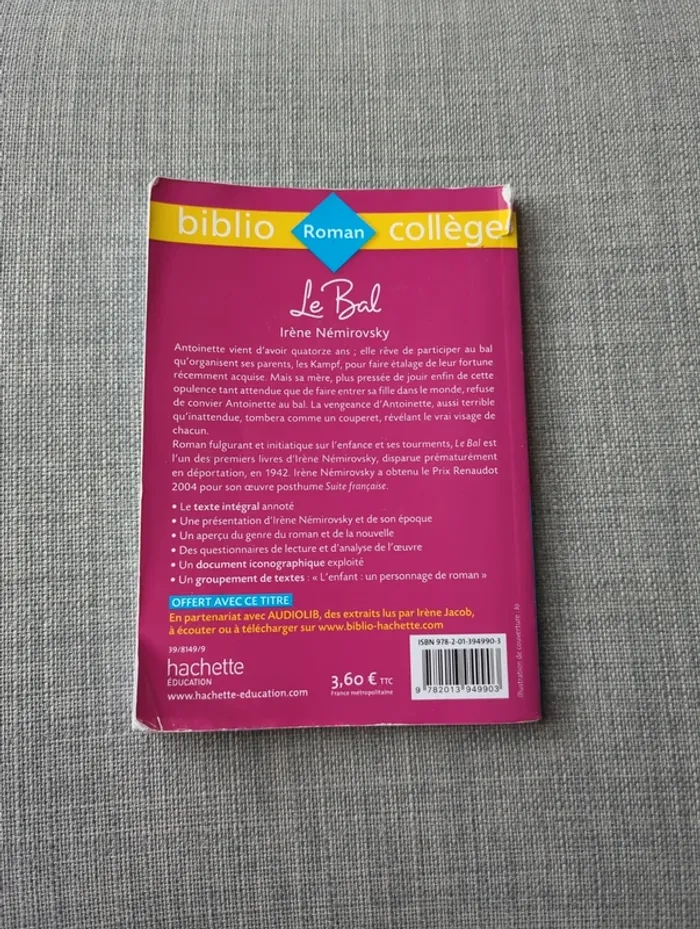 biblio Roman collège
Le Bal
Irène Némirovsky
Antoinette vient d'avoir quatorze ans ; elle rêve de participer au bal
qu'organisent ses parents, les Kampf, pour faire étalage de leur fortune
récemment acquise. Mais sa mère, plus pressée de jouir enfin de cette
opulence tant attendue que de faire entrer sa fille dans le monde, refuse
de convier Antoinette au bal. La vengeance d'Antoinette, aussi terrible
qu'inattendue, tombera comme un couperet, révélant le vrai visage de
chacun.
Roman fulgurant et initiatique sur l'enfance et ses tourments, Le Bal est
l'un des premiers livres d'Irène Némirovsky, disparue prématurément
en déportation, en 1942. Irène Némirovsky a obtenu le Prix Renaudot
2004 pour son œuvre posthume Suite française.
• Le texte intégral annoté
• Une présentation d'Irène Némirovsky et de son époque
• Un aperçu du genre du roman et de la nouvelle
• Des questionnaires de lecture et d'analyse de l'œuvre
• Un document iconographique exploité
• Un groupement de textes : « L'enfant : un personnage de roman »
OFFERT AVEC CE TITRE
En partenariat avec AUDIOLIB, des extraits lus par Irène Jacob,
à écouter ou à télécharger sur www.biblio-hachette.com
39/8149/9
hachette
ÉDUCATION
www.hachette-education.com
3,60 € TTC
France métropolitaine
ISBN 978-2-01-394990-3
9 782013 949903
Illustration de couverture :